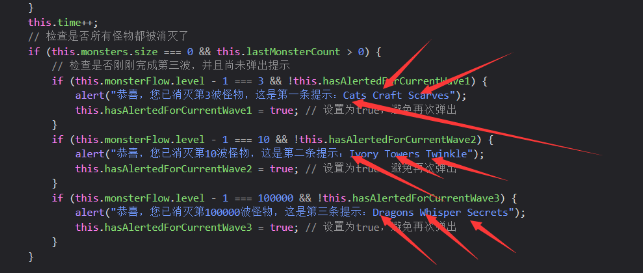 }
this.time++;
// 检查是否所有怪物都被消灭了
if (this.monsters.size === 0 && this.lastMonsterCount > 0) {
// 检查是否刚刚完成第三波，并且尚未弹出提示
if (this.monsterFlow.level - 1 === 3 && !this.hasAlertedForCurrentWave1) {
alert("恭喜，您已消灭第3波怪物，这是第一条提示：Cats Craft Scarves");
this.hasAlertedForCurrentWave1 = true; // 设置为true，避免再次弹出
}
if (this.monsterFlow.level - 1 === 10 && !this.hasAlertedForCurrentWave2) {
alert("恭喜，您已消灭第10波怪物，这是第二条提示：Ivory Towers Twinkle");
this.hasAlertedForCurrentWave2 = true; // 设置为true，避免再次弹出
}
if (this.monsterFlow.level - 1 === 100000 && !this.hasAlertedForCurrentWave3) {
alert("恭喜，您已消灭第100000波怪物，这是第三条提示：Dragons Whisper Secrets");
this.hasAlertedForCurrentWave3 = true; // 设置为true，避免再次弹出
}
}